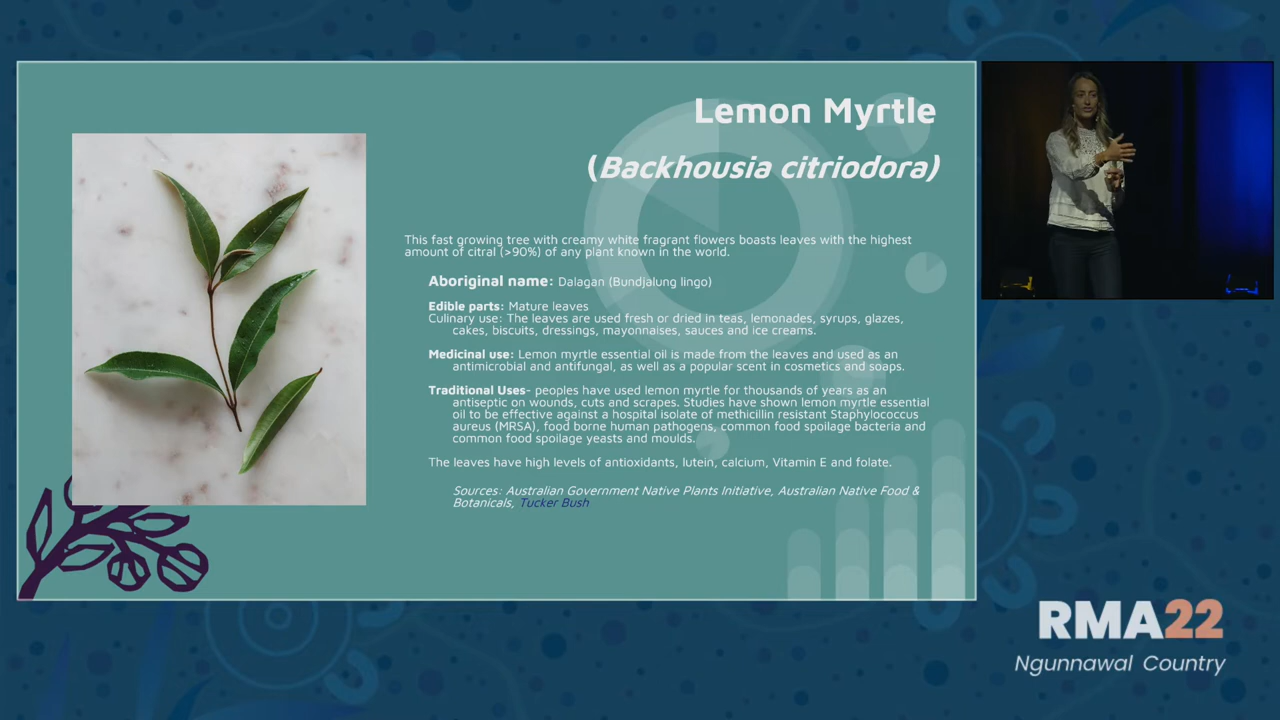 Lemon Myrtle
(Backhousia citriodora)
This fast growing tree with creamy white fragrant flowers boasts leaves with the highest
amount of citral (>90%) of any plant known in the world.
Aboriginal name: Dalagan (Bundjalung lingo)
Edible parts: Mature leaves
Culinary use: The leaves are used fresh or dried in teas, lemonades, syrups, glazes,
cakes, biscuits, dressings, mayonnaises, sauces and ice creams.
Medicinal use: Lemon myrtle essential oil is made from the leaves and used as an
antimicrobial and antifungal, as well as a popular scent in cosmetics and soaps.
Traditional Uses- peoples have used lemon myrtle for thousands of years as an
antiseptic on wounds, cuts and scrapes. Studies have shown lemon myrtle essential
oil to be effective against a hospital isolate of methicillin resistant Staphylococcus
aureus (MRSA), food borne human pathogens, common food spoilage bacteria and
common food spoilage yeasts and moulds.
The leaves have high levels of antioxidants, lutein, calcium, Vitamin E and folate.
Sources: Australian Government Native Plants Initiative, Australian Native Food &
Botanicals, Tucker Bush
RMA22
Ngunnawal Country